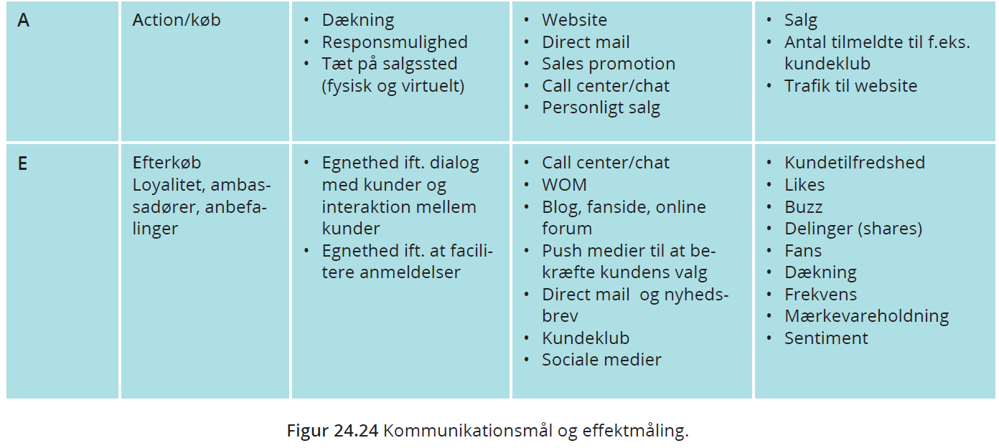 A
Action/køb
• Dækning
• Responsmulighed
• Tæt på salgssted
(fysisk og virtuelt)
• Website
• Direct mail
• Sales promotion
• Call center/chat
• Personligt salg
• Salg
• Antal tilmeldte til f.eks.
kundeklub
• Trafik til website
E
Efterkøb
Loyalitet, ambas-
sadører, anbefa-
linger
• Egnethed ift. dialog
med kunder og
interaktion mellem
kunder
• Egnethed ift. at facili-
tere anmeldelser
• Call center/chat
• WOM
• Blog, fanside, online
forum
• Push medier til at be-
kræfte kundens valg
• Direct mail og nyheds-
brev
• Kundeklub
• Sociale medier
• Kundetilfredshed
• Likes
• Buzz
• Delinger (shares)
• Fans
• Dækning
• Frekvens
• Mærkevareholdning
• Sentiment
Figur 24.24 Kommunikationsmål og effektmåling.